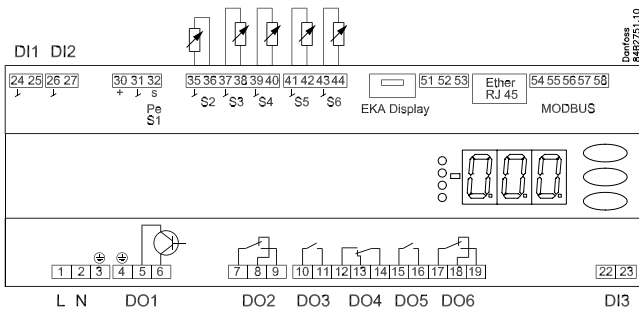 Danfoss
84B2751.10
DI1 DI2
24 25 26 27 30 31 32 35 36 37 38 39 40 41 42 43 44 51 52 53 Ether RJ 45 54 55 56 57 58
+ s S2 S3 S4 S5 S6 EKA Display MODBUS
Pe
S1
0.0.0
1 2 3 4 5 6 7 8 9 10 11 12 13 14 15 16 17 18 19 22 23
L N DO1 DO2 DO3 DO4 DO5 DO6 DI3